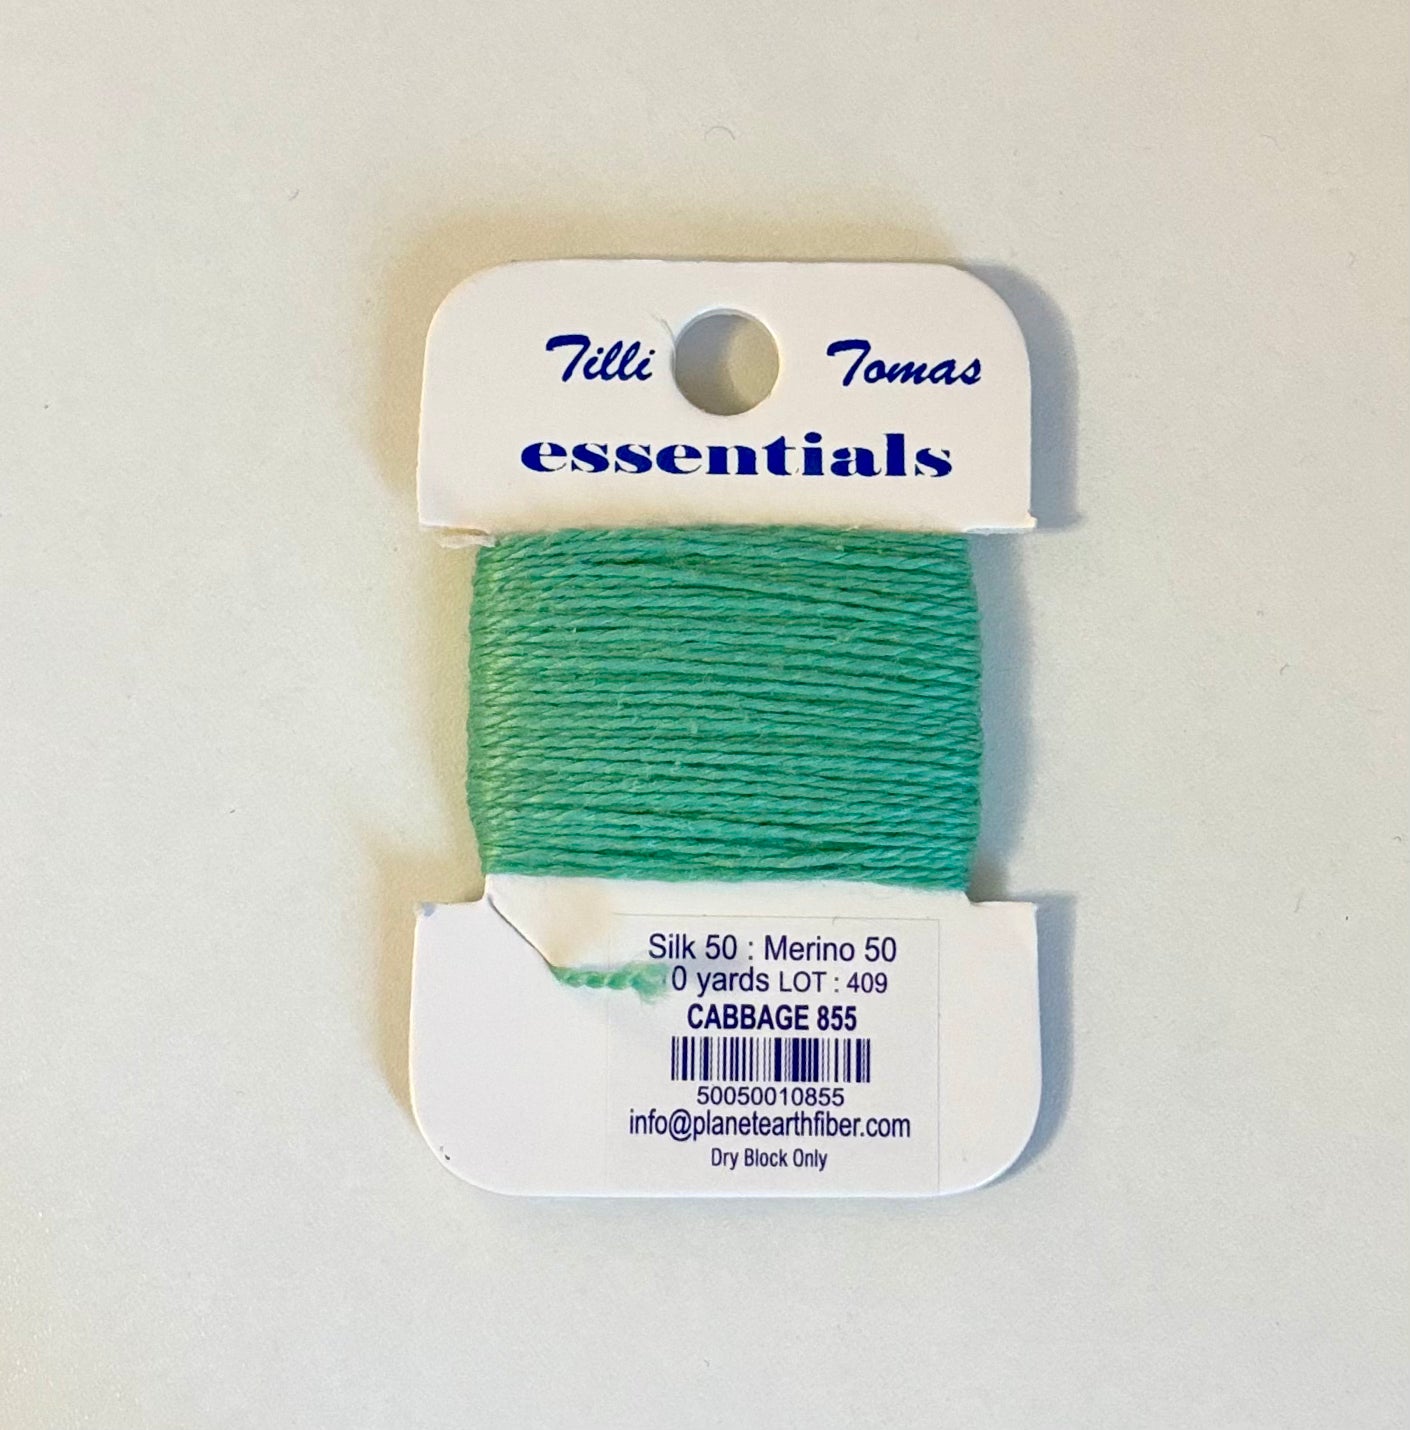 Tilli Tomas
essentials
Silk 50 : Merino 50
0 yards LOT : 409
CABBAGE 855
50050010855
info@planetearthfiber.com
Dry Block Only